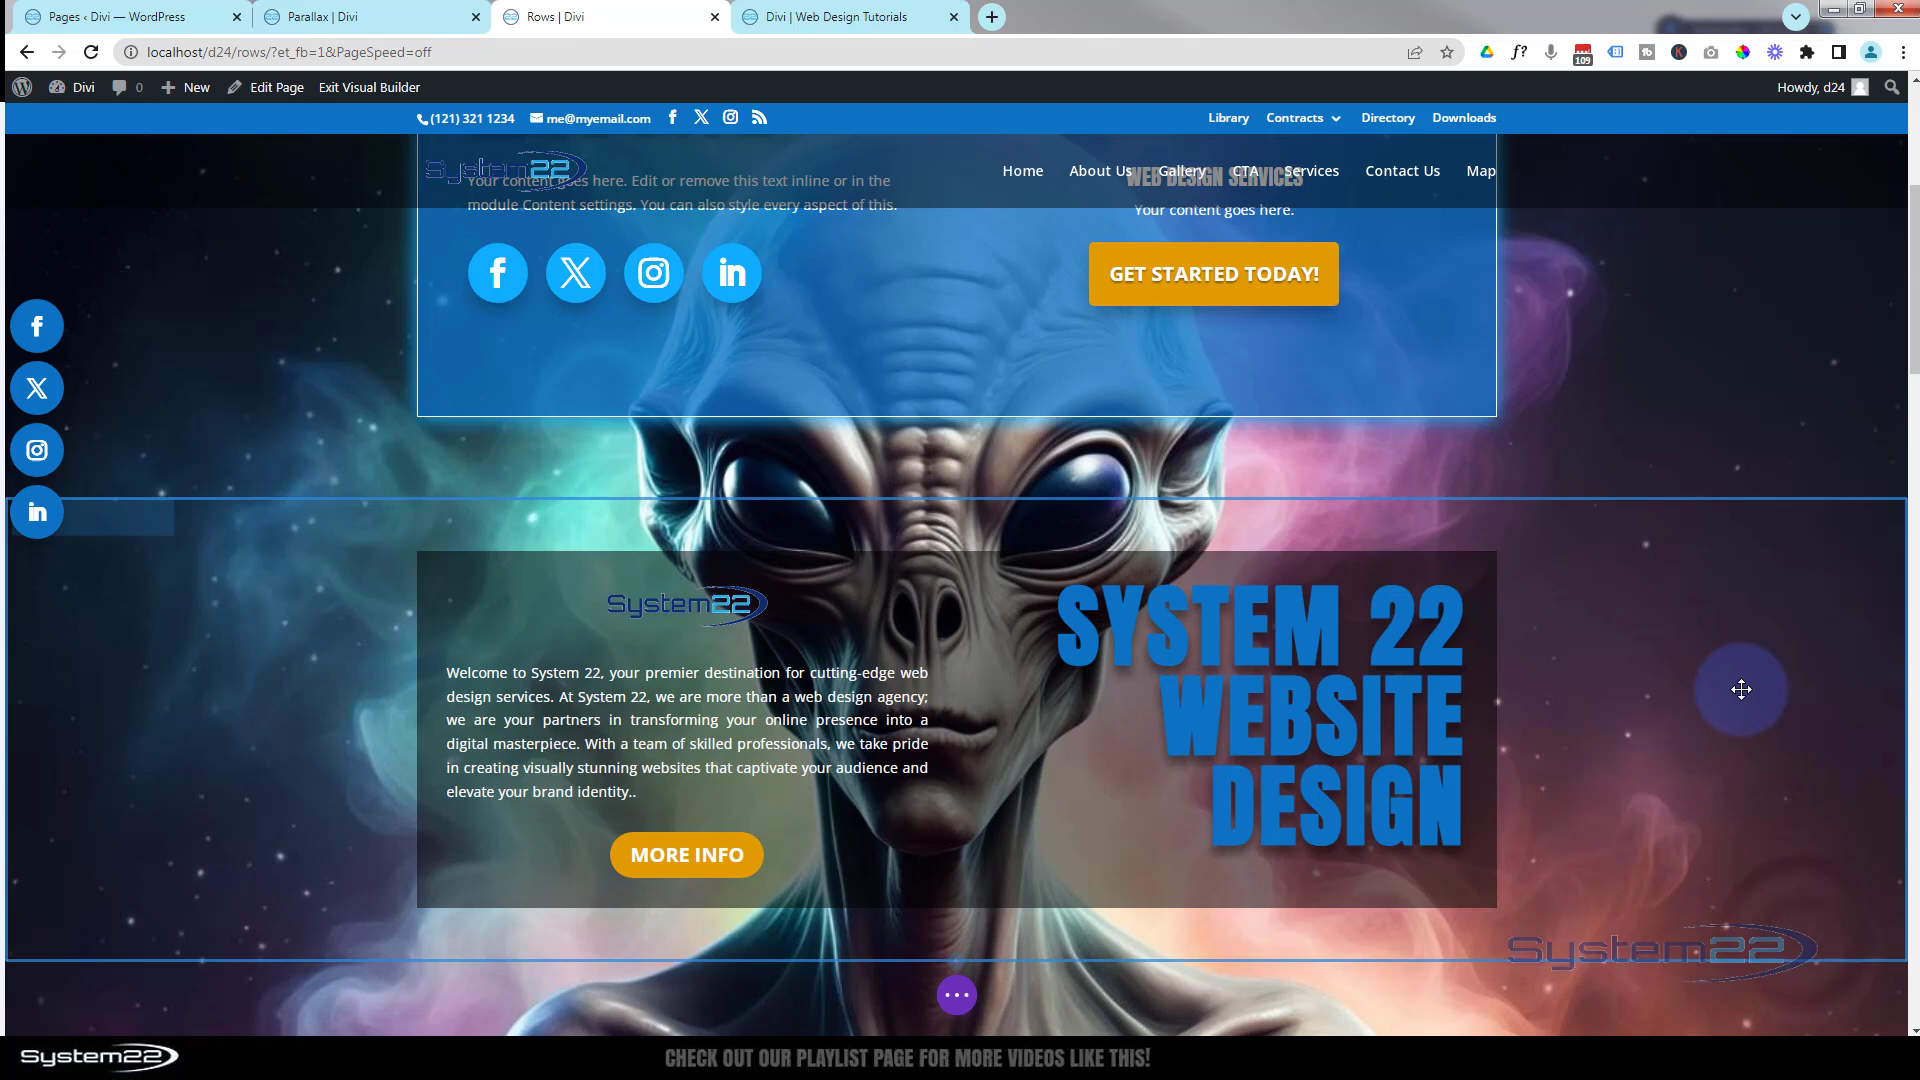 Pages ‹ Divi — WordPress
Parallax | Divi
Rows | Divi
Divi | Web Design Tutorials
localhost/d24/rows/?et_fb=1&PageSpeed=off
109
Divi
0
New
Edit Page
Exit Visual Builder
Howdy, d24
(121) 321 1234
me@myemail.com
Library
Contracts
Directory
Downloads
System22
Home
About Us
Gallery
CTA
Services
Contact Us
Map
Your content goes here. Edit or remove this text inline or in the
module Content settings. You can also style every aspect of this.
WEB DESIGN SERVICES
Your content goes here.
GET STARTED TODAY!
System22
Welcome to System 22, your premier destination for cutting-edge web
design services. At System 22, we are more than a web design agency;
we are your partners in transforming your online presence into a
digital masterpiece. With a team of skilled professionals, we take pride
in creating visually stunning websites that captivate your audience and
elevate your brand identity..
MORE INFO
SYSTEM 22
WEBSITE
DESIGN
System22
System22
CHECK OUT OUR PLAYLIST PAGE FOR MORE VIDEOS LIKE THIS!